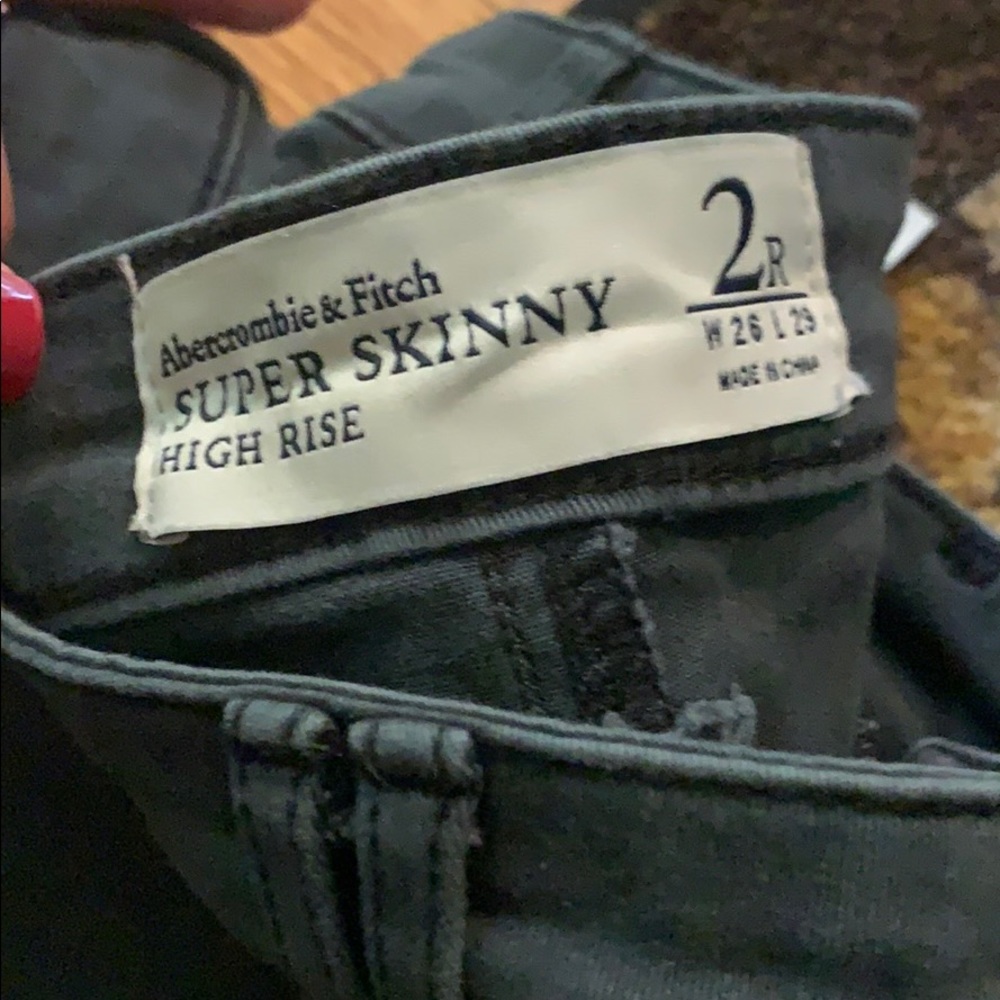 Abercrombie & Fitch
SUPER SKINNY
HIGH RISE
2R
W 26 L 29
MADE IN CHINA